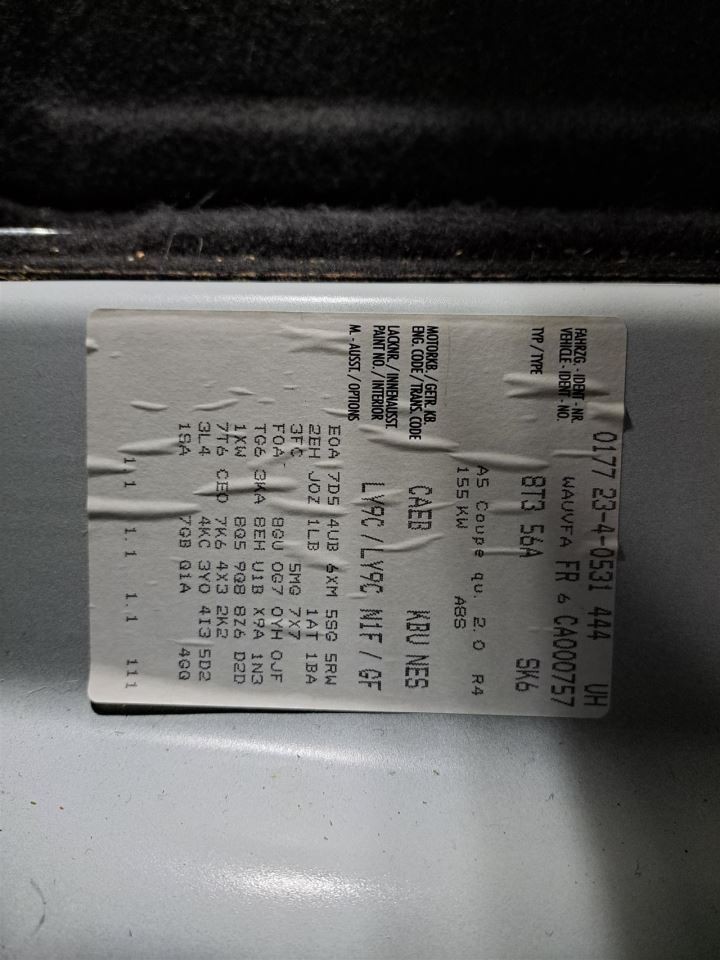 0177 23-4-0531 444 UH
FAHRZG. - IDENT - NR.
VEHICLE - IDENT - NO.
WAUVFA FR 6 CA000757
TYP / TYPE
8T3 56A SK6
A5 Coupe qu. 2.0 R4
155 KW A8S
MOTORKB. / GETR. KB.
ENG. CODE / TRANS. CODE
CAEB KBU NES
LACKNR. / INNENAUSST.
PAINT NO. / INTERIOR
LY9C / LY9C N1F / GF
M. - AUSST. / OPTIONS
E0A 7D5 4UB 6XM 5SG 5RW
2EH J0Z 1LB 1AT 1BA
3FC 5MG 7X7
F0A 8GU 0G7 0YH 0JF
TG6 3KA 8EH U1B X9A 1N3
1XW 8Q5 9Q8 8Z6 D2D
7T6 CE0 7K6 4X3 2K2
3L4 4KC 3Y0 4I3 5D2
1SA 7GB Q1A 4GQ
1.1 1.1 1.1 111